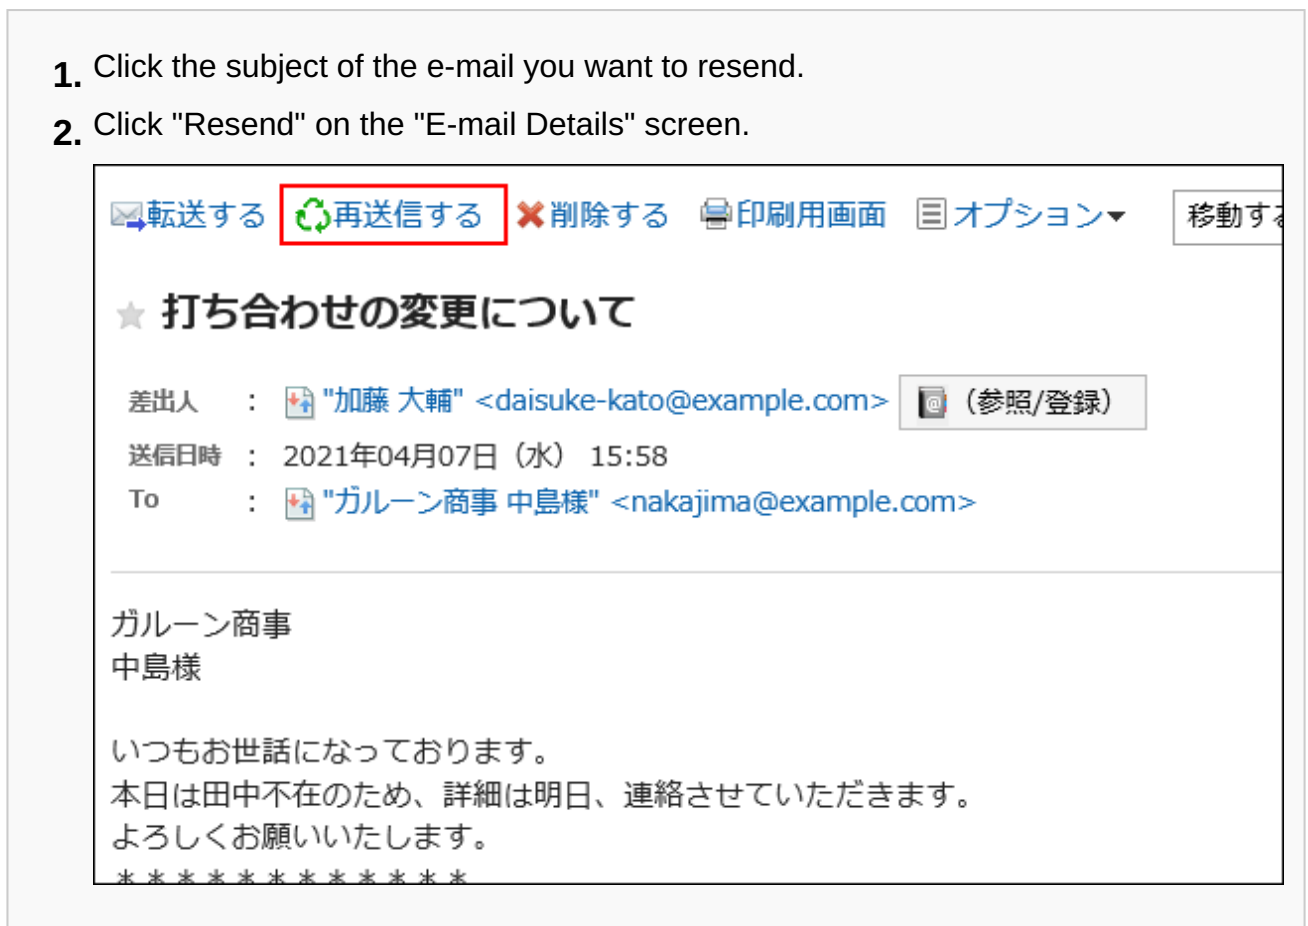 1. Click the subject of the e-mail you want to resend.
2. Click "Resend" on the "E-mail Details" screen.
転送する 再送信する 削除する 印刷用画面 オプション▼ 移動する
★ 打ち合わせの変更について
差出人 : "加藤 大輔" <daisuke-kato@example.com> （参照/登録）
送信日時 : 2021年04月07日（水） 15:58
To : "ガルーン商事 中島様" <nakajima@example.com>
ガルーン商事
中島様
いつもお世話になっております。
本日は田中不在のため、詳細は明日、連絡させていただきます。
よろしくお願いいたします。
＊＊＊＊＊＊＊＊＊＊＊＊